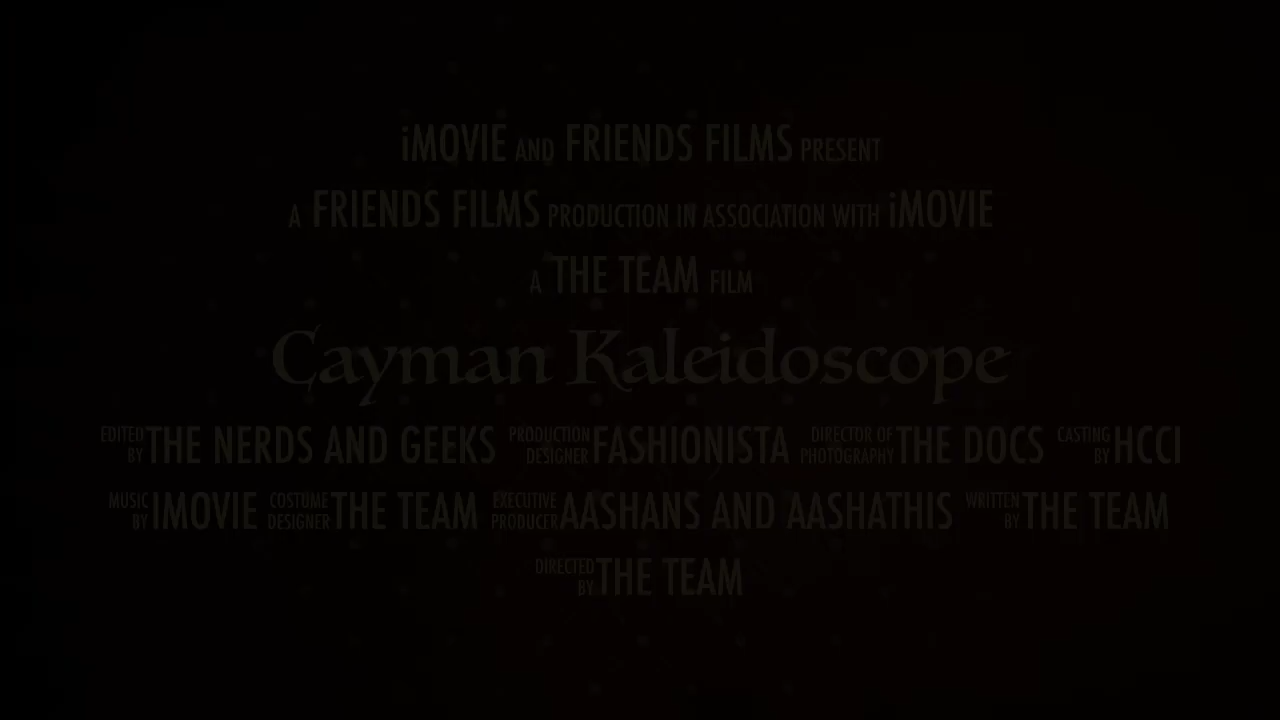 iMOVIE AND FRIENDS FILMS PRESENT
A FRIENDS FILMS PRODUCTION IN ASSOCIATION WITH iMOVIE
A THE TEAM FILM
Cayman Kaleidoscope
EDITED BY THE NERDS AND GEEKS PRODUCTION DESIGNER FASHIONISTA DIRECTOR OF PHOTOGRAPHY THE DOCS CASTING BY HCCI
MUSIC BY IMOVIE COSTUME DESIGNER THE TEAM EXECUTIVE PRODUCER AASHANS AND AASHATHIS WRITTEN BY THE TEAM
DIRECTED BY THE TEAM